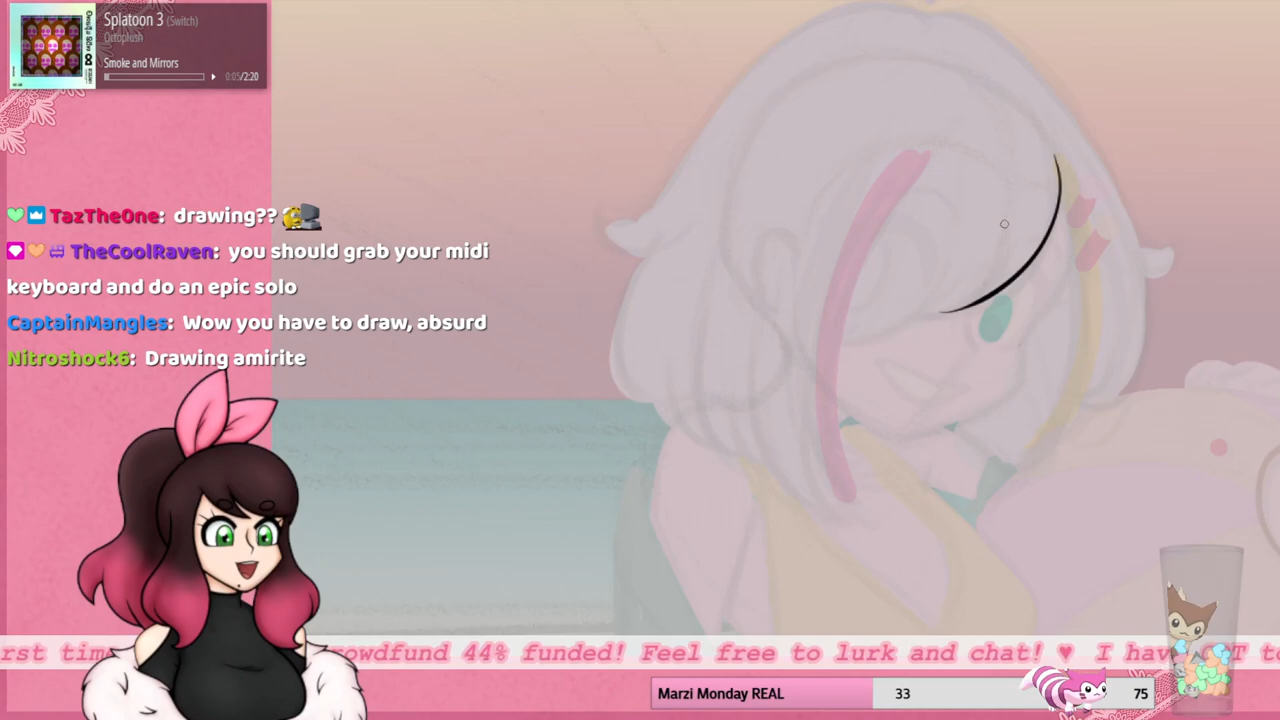 Splatoon 3 (Switch)
Octoplush
Smoke and Mirrors
0:05/2:20
TazTheOne: drawing??
TheCoolRaven: you should grab your midi
keyboard and do an epic solo
CaptainMangles: Wow you have to draw, absurd
Nitroshock6: Drawing amirite
rst time rowdfund 44% funded! Feel free to lurk and chat! ♥ I hav
Marzi Monday REAL 33 75